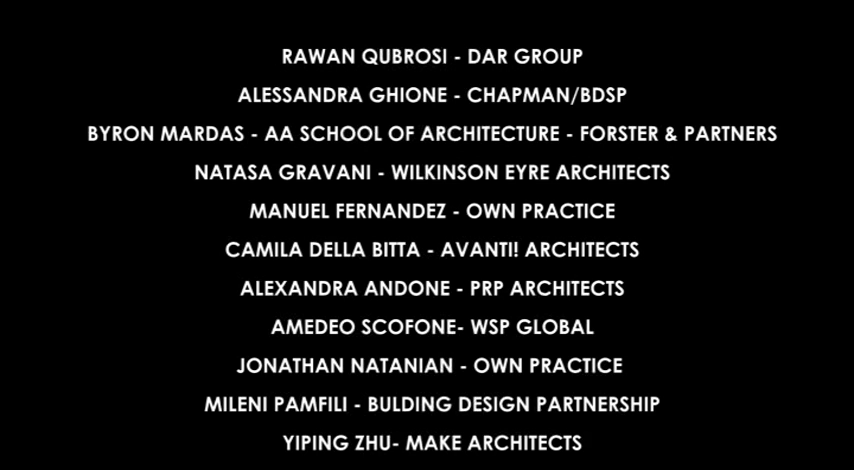 RAWAN QUBROSI - DAR GROUP
ALESSANDRA GHIONE - CHAPMAN/BDSP
BYRON MARDAS - AA SCHOOL OF ARCHITECTURE - FORSTER & PARTNERS
NATASA GRAVANI - WILKINSON EYRE ARCHITECTS
MANUEL FERNANDEZ - OWN PRACTICE
CAMILA DELLA BITTA - AVANTI! ARCHITECTS
ALEXANDRA ANDONE - PRP ARCHITECTS
AMEDEO SCOFONE- WSP GLOBAL
JONATHAN NATANIAN - OWN PRACTICE
MILENI PAMFILI - BULDING DESIGN PARTNERSHIP
YIPING ZHU- MAKE ARCHITECTS